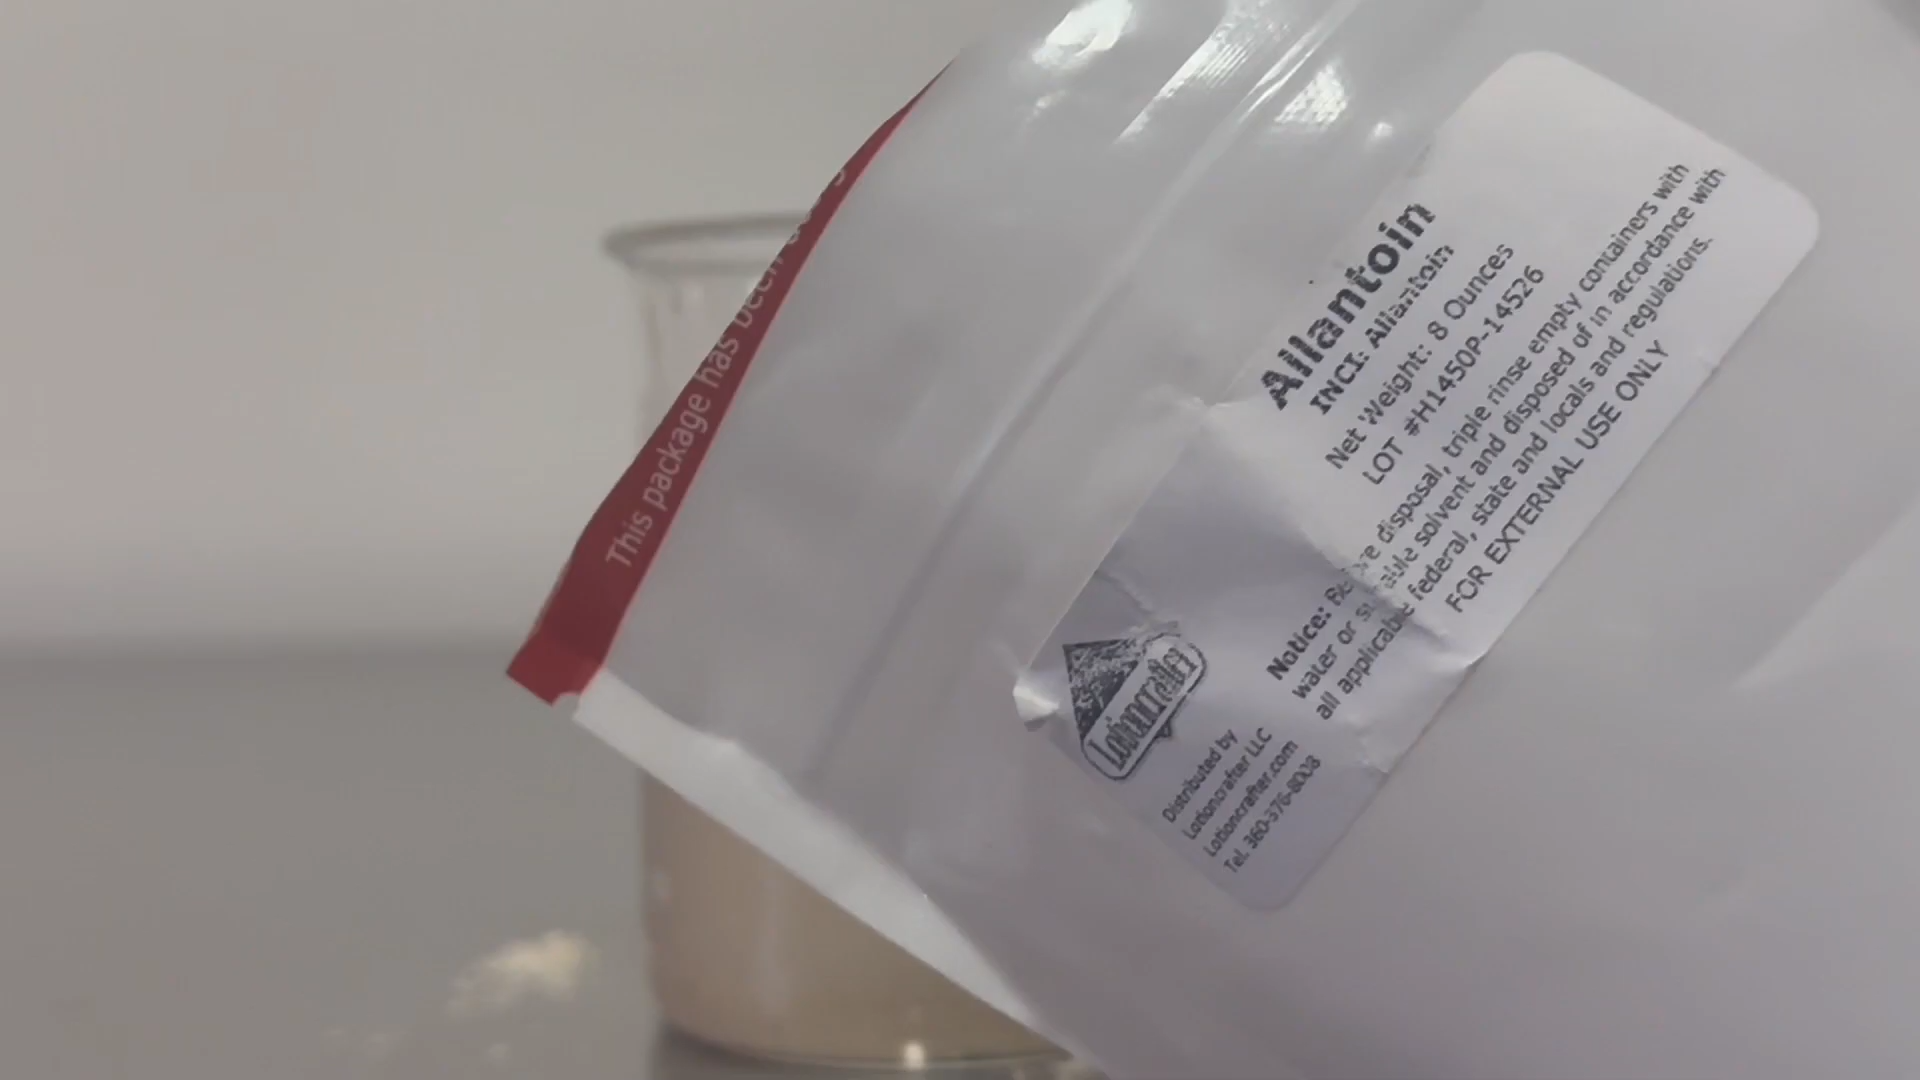 This package has been
Allantoin
INCI: Allantoin
Net Weight: 8 Ounces
LOT #H1450P-14526
Notice: Before disposal, triple rinse empty containers with
water or suitable solvent and disposed of in accordance with
all applicable federal, state and locals and regulations.
FOR EXTERNAL USE ONLY
Lotioncrafter
Distributed by
Lotioncrafter LLC
Lotioncrafter.com
Tel. 360-376-8008